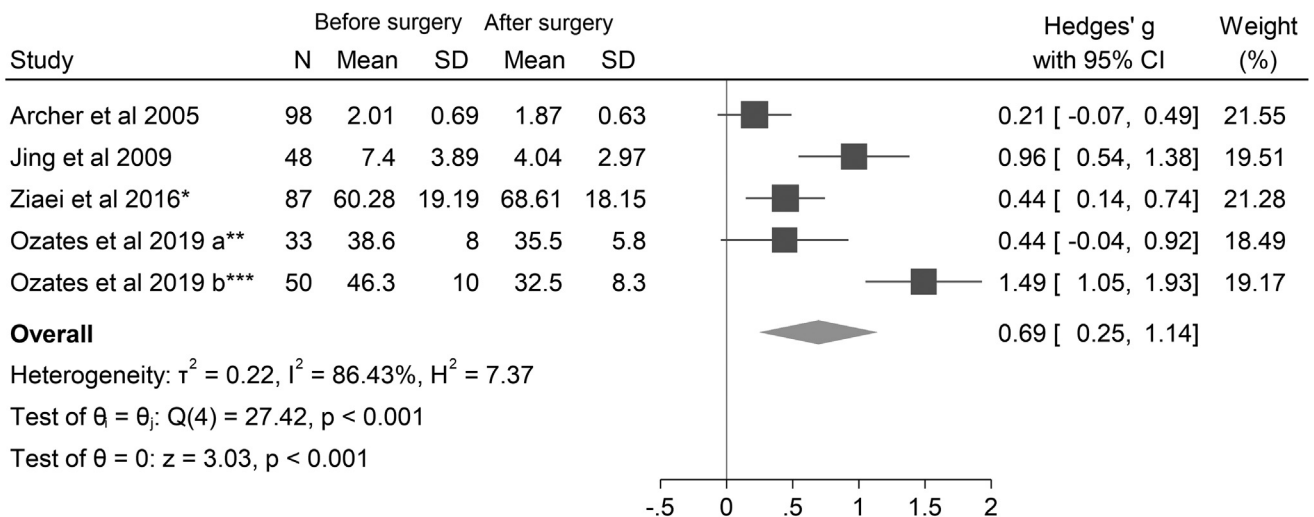 Before surgery After surgery Hedges' g Weight
Study N Mean SD Mean SD with 95% CI (%)
Archer et al 2005 98 2.01 0.69 1.87 0.63 0.21 [ -0.07, 0.49] 21.55
Jing et al 2009 48 7.4 3.89 4.04 2.97 0.96 [ 0.54, 1.38] 19.51
Ziaei et al 2016* 87 60.28 19.19 68.61 18.15 0.44 [ 0.14, 0.74] 21.28
Ozates et al 2019 a** 33 38.6 8 35.5 5.8 0.44 [ -0.04, 0.92] 18.49
Ozates et al 2019 b*** 50 46.3 10 32.5 8.3 1.49 [ 1.05, 1.93] 19.17
Overall 0.69 [ 0.25, 1.14]
Heterogeneity: τ² = 0.22, I² = 86.43%, H² = 7.37
Test of θᵢ = θⱼ: Q(4) = 27.42, p < 0.001
Test of θ = 0: z = 3.03, p < 0.001
-.5 0 .5 1 1.5 2